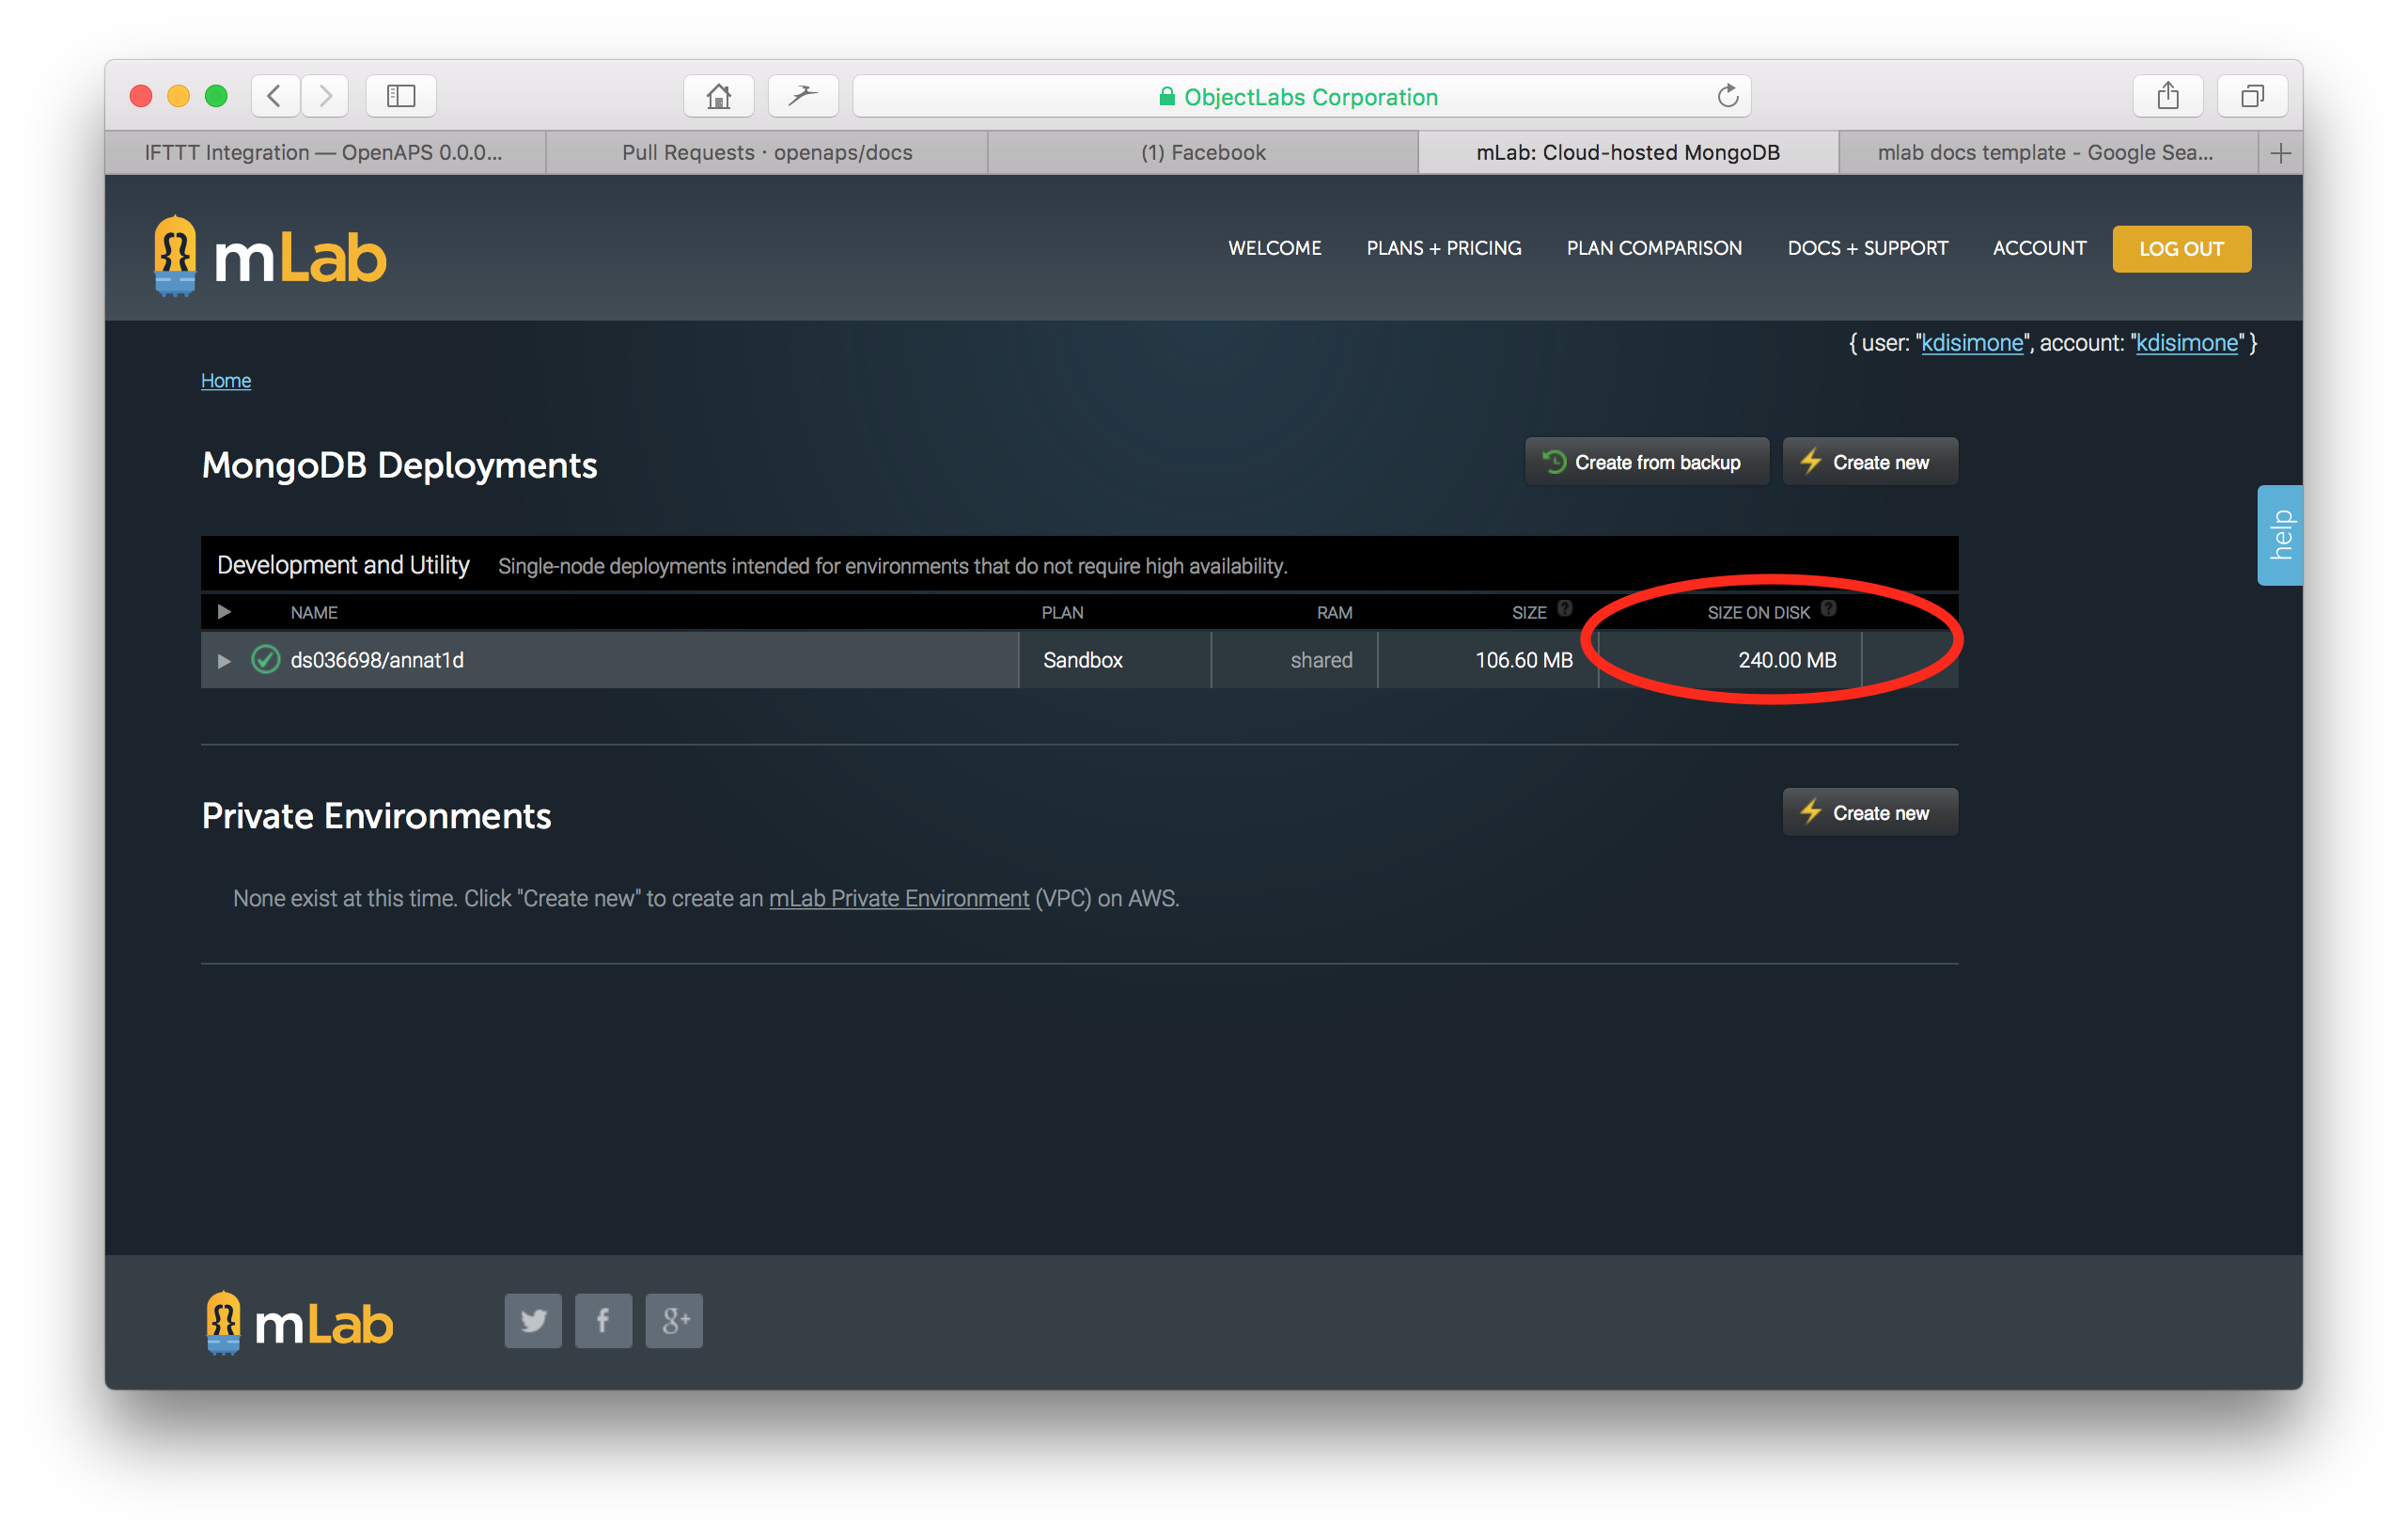 ObjectLabs Corporation
IFTTT Integration — OpenAPS 0.0.0...
Pull Requests · openaps/docs
(1) Facebook
mLab: Cloud-hosted MongoDB
mlab docs template - Google Sea...
mLab
WELCOME
PLANS + PRICING
PLAN COMPARISON
DOCS + SUPPORT
ACCOUNT
LOG OUT
{ user: "kdisimone", account: "kdisimone" }
Home
MongoDB Deployments
Create from backup
Create new
help
Development and Utility Single-node deployments intended for environments that do not require high availability.
NAME PLAN RAM SIZE ? SIZE ON DISK ?
ds036698/annat1d Sandbox shared 106.60 MB 240.00 MB
Private Environments
Create new
None exist at this time. Click "Create new" to create an mLab Private Environment (VPC) on AWS.
mLab
f
g+